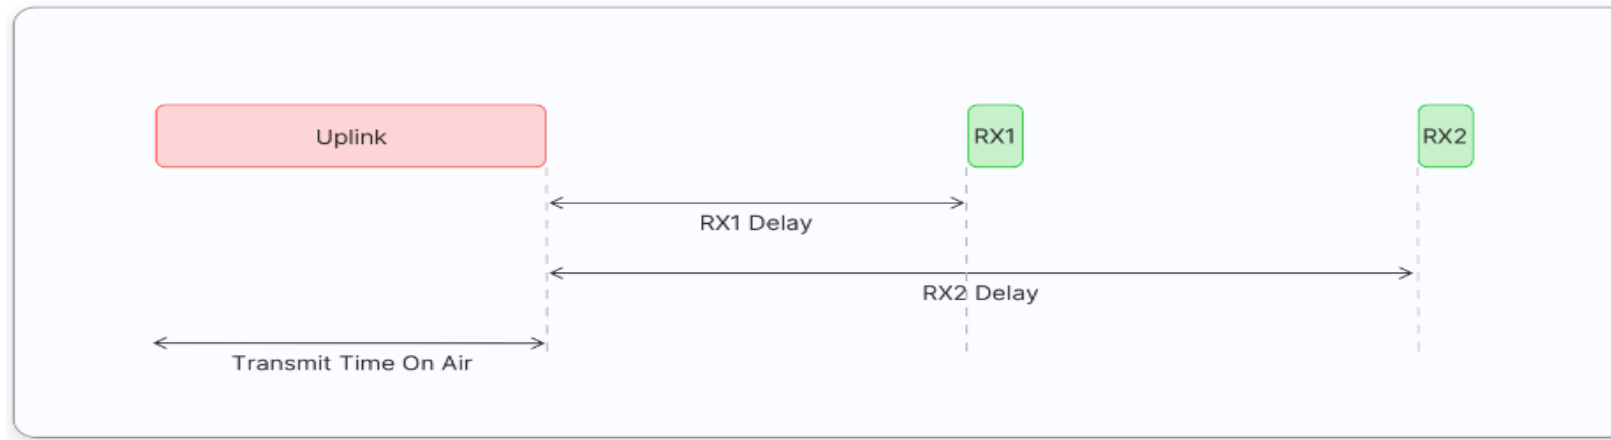 Uplink
RX1
RX2
RX1 Delay
RX2 Delay
Transmit Time On Air